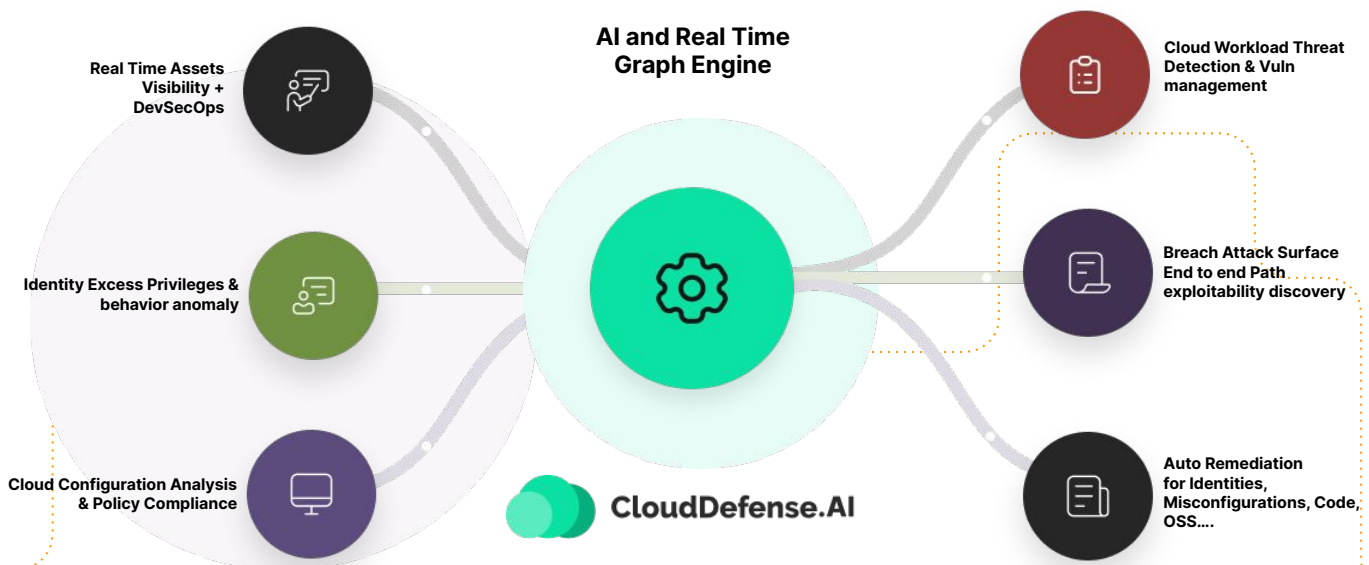 AI and Real Time
Graph Engine
Real Time Assets
Visibility +
DevSecOps
Identity Excess Privileges &
behavior anomaly
Cloud Configuration Analysis
& Policy Compliance
Cloud Workload Threat
Detection & Vuln
management
Breach Attack Surface
End to end Path
exploitability discovery
Auto Remediation
for Identities,
Misconfigurations, Code,
OSS....
CloudDefense.AI